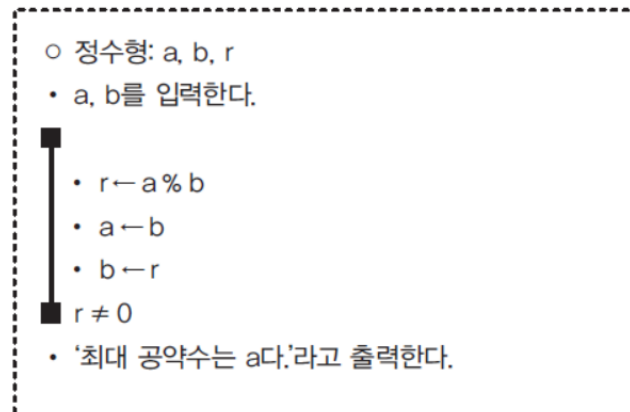 ○ 정수형: a, b, r
• a, b를 입력한다.
• r←a % b
• a←b
• b←r
r ≠ 0
• ‘최대 공약수는 a다.’라고 출력한다.